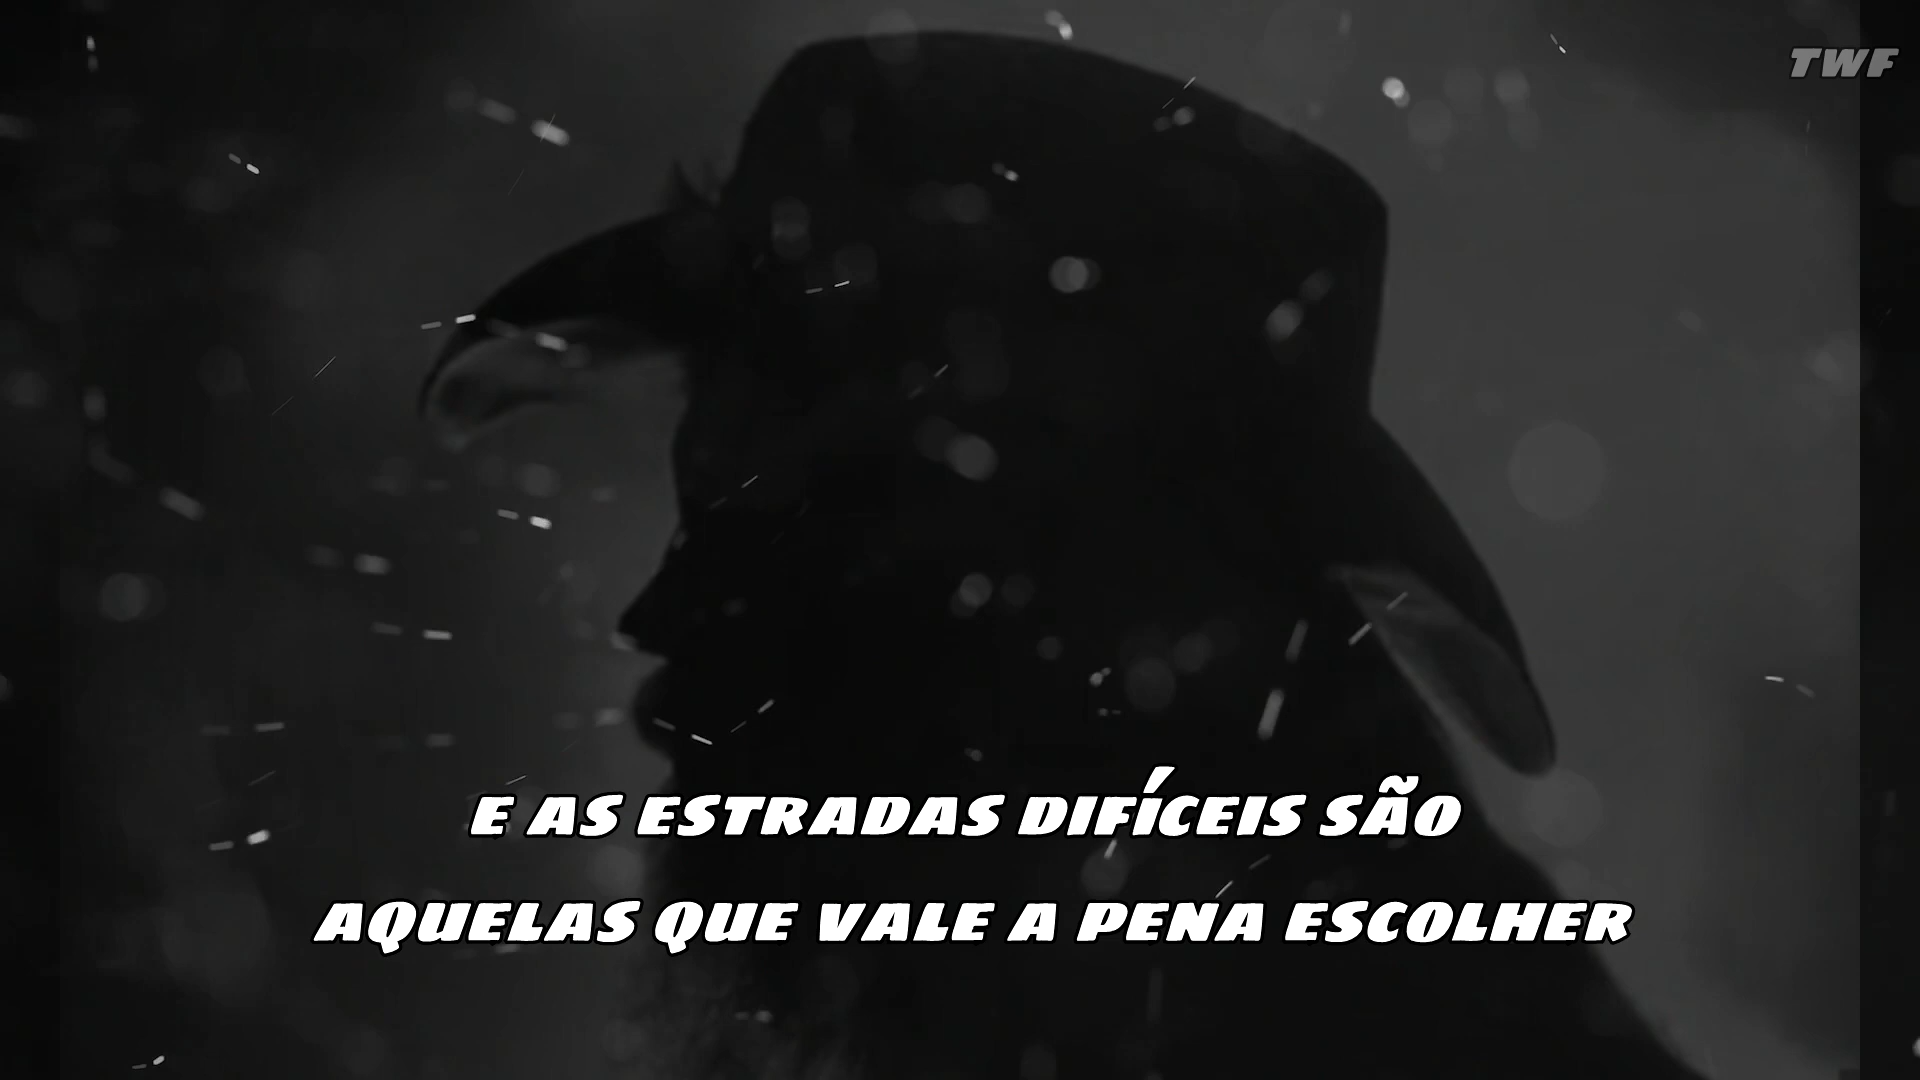 TWF
E AS ESTRADAS DIFÍCEIS SÃO
AQUELAS QUE VALE A PENA ESCOLHER